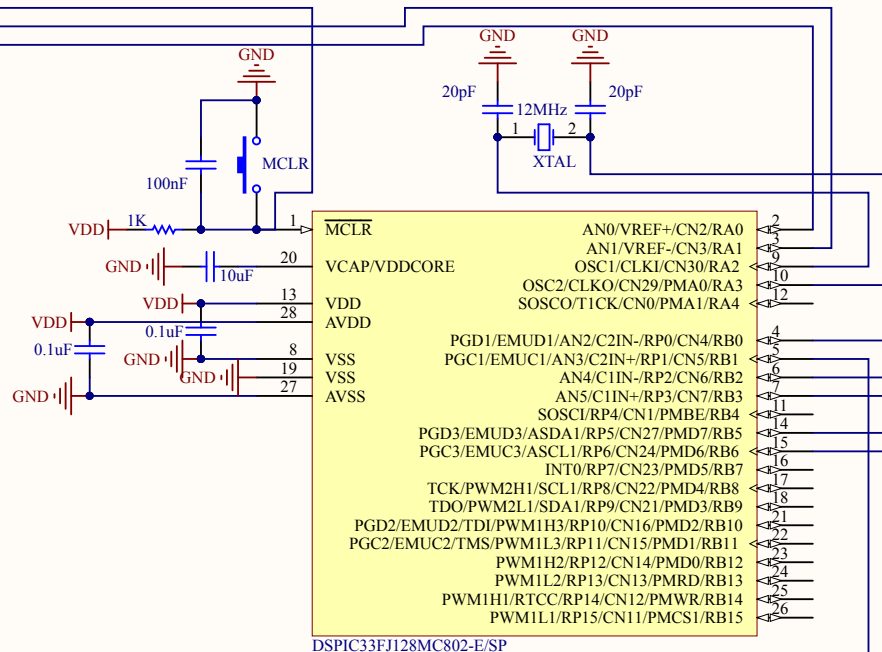 GND GND
GND
20pF 20pF
12MHz
1 2
XTAL
MCLR
100nF
VDD 1K 1 MCLR AN0/VREF+/CN2/RA0 2
AN1/VREF-/CN3/RA1 3
GND 10uF 20 VCAP/VDDCORE OSC1/CLKI/CN30/RA2 9
OSC2/CLKO/CN29/PMA0/RA3 10
VDD 13 VDD SOSCO/T1CK/CN0/PMA1/RA4 12
VDD 28 AVDD
0.1uF PGD1/EMUD1/AN2/C2IN-/RP0/CN4/RB0 4
0.1uF GND 8 VSS PGC1/EMUC1/AN3/C2IN+/RP1/CN5/RB1 5
GND 19 VSS AN4/C1IN-/RP2/CN6/RB2 6
GND 27 AVSS AN5/C1IN+/RP3/CN7/RB3 7
SOSCI/RP4/CN1/PMBE/RB4 11
PGD3/EMUD3/ASDA1/RP5/CN27/PMD7/RB5 14
PGC3/EMUC3/ASCL1/RP6/CN24/PMD6/RB6 15
INT0/RP7/CN23/PMD5/RB7 16
TCK/PWM2H1/SCL1/RP8/CN22/PMD4/RB8 17
TDO/PWM2L1/SDA1/RP9/CN21/PMD3/RB9 18
PGD2/EMUD2/TDI/PWM1H3/RP10/CN16/PMD2/RB10 21
PGC2/EMUC2/TMS/PWM1L3/RP11/CN15/PMD1/RB11 22
PWM1H2/RP12/CN14/PMD0/RB12 23
PWM1L2/RP13/CN13/PMRD/RB13 24
PWM1H1/RTCC/RP14/CN12/PMWR/RB14 25
PWM1L1/RP15/CN11/PMCS1/RB15 26
DSPIC33FJ128MC802-E/SP